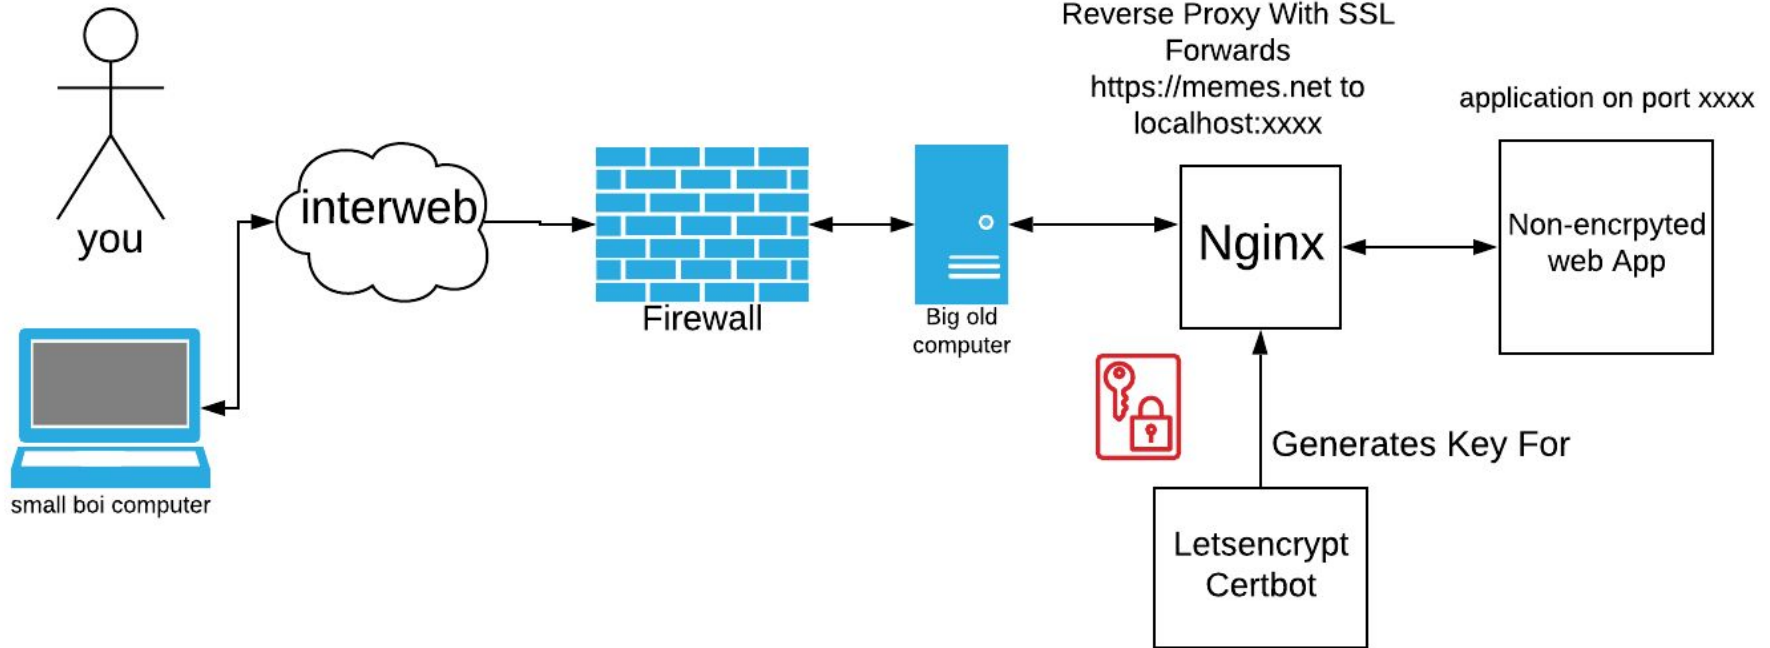 you
small boi computer
interweb
Firewall
Big old
computer
Reverse Proxy With SSL
Forwards
https://memes.net to
localhost:xxxx
Nginx
application on port xxxx
Non-encrpyted
web App
Generates Key For
Letsencrypt
Certbot